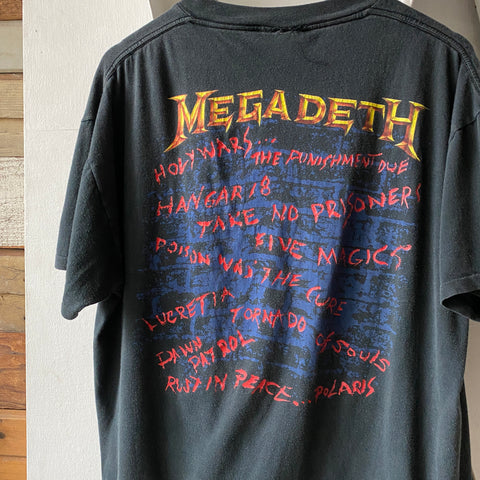 MEGADETH
HOLY WARS... THE PUNISHMENT DUE
HANGAR 18
TAKE NO PRISONERS
FIVE MAGICS
POISON WAS THE CURE
LUCRETIA
TORNADO OF SOULS
DAWN PATROL
RUST IN PEACE... POLARIS